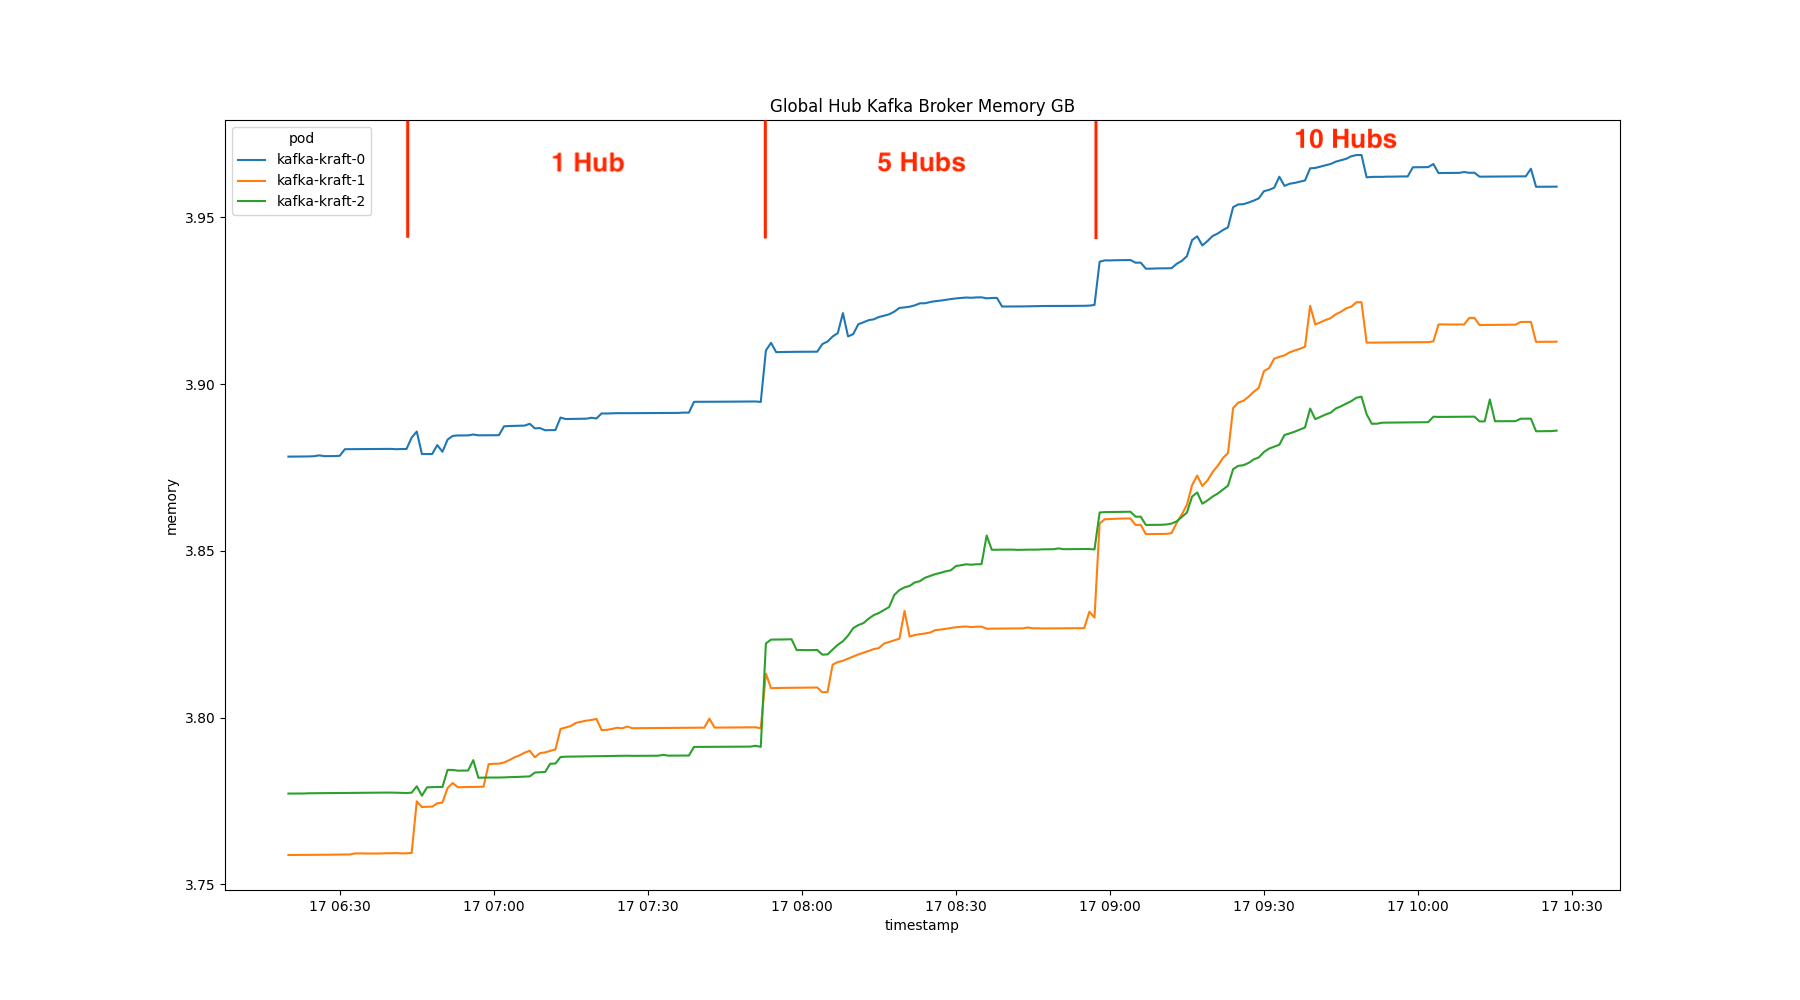 Global Hub Kafka Broker Memory GB
pod
kafka-kraft-0
kafka-kraft-1
kafka-kraft-2
1 Hub
5 Hubs
10 Hubs
3.95
3.90
3.85
3.80
3.75
memory
17 06:30
17 07:00
17 07:30
17 08:00
17 08:30
17 09:00
17 09:30
17 10:00
17 10:30
timestamp